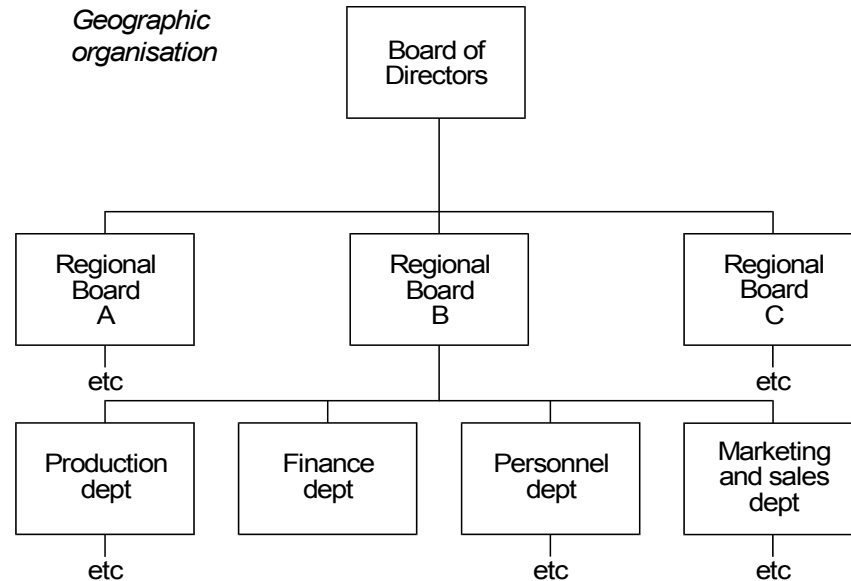 Geographic
organisation
Board of
Directors
Regional
Board
A
Regional
Board
B
Regional
Board
C
etc
etc
Production
dept
Finance
dept
Personnel
dept
Marketing
and sales
dept
etc
etc
etc